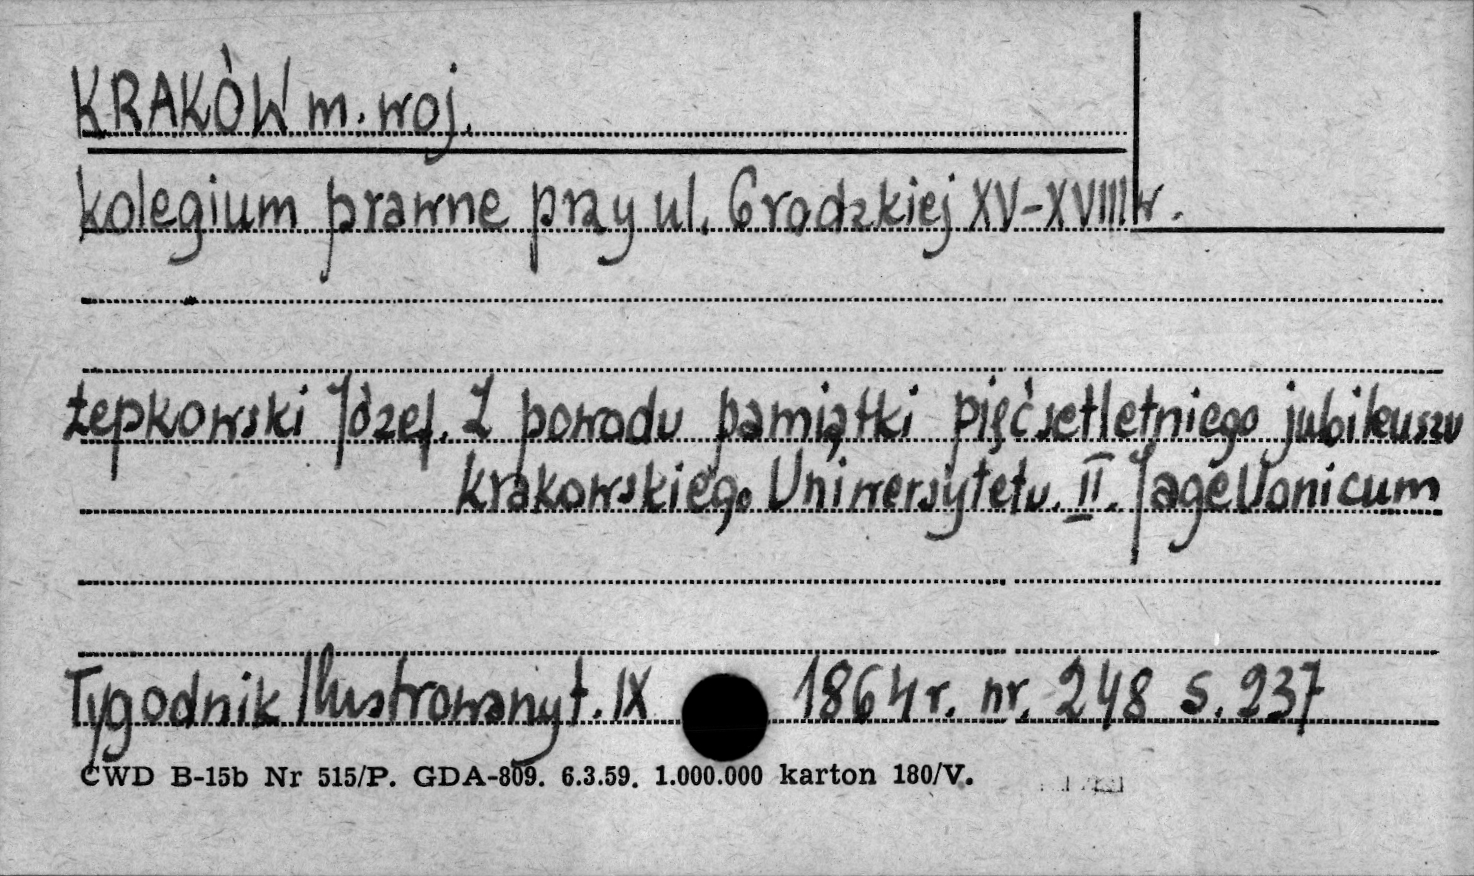 KRAKÓW m. woj.
kolegium prawne przy ul. Grodzkiej XV-XVIII w.
Łepkowski Józef. Z powodu pamiątki pięćsetletniego jubileuszu
krakowskiego Uniwersytetu. II. Jagellonicum
Tygodnik Ilustrowany t. IX 1864 r. nr. 248 s. 237
CWD B-15b Nr 515/P. GDA-809. 6.3.59. 1.000.000 karton 180/V.